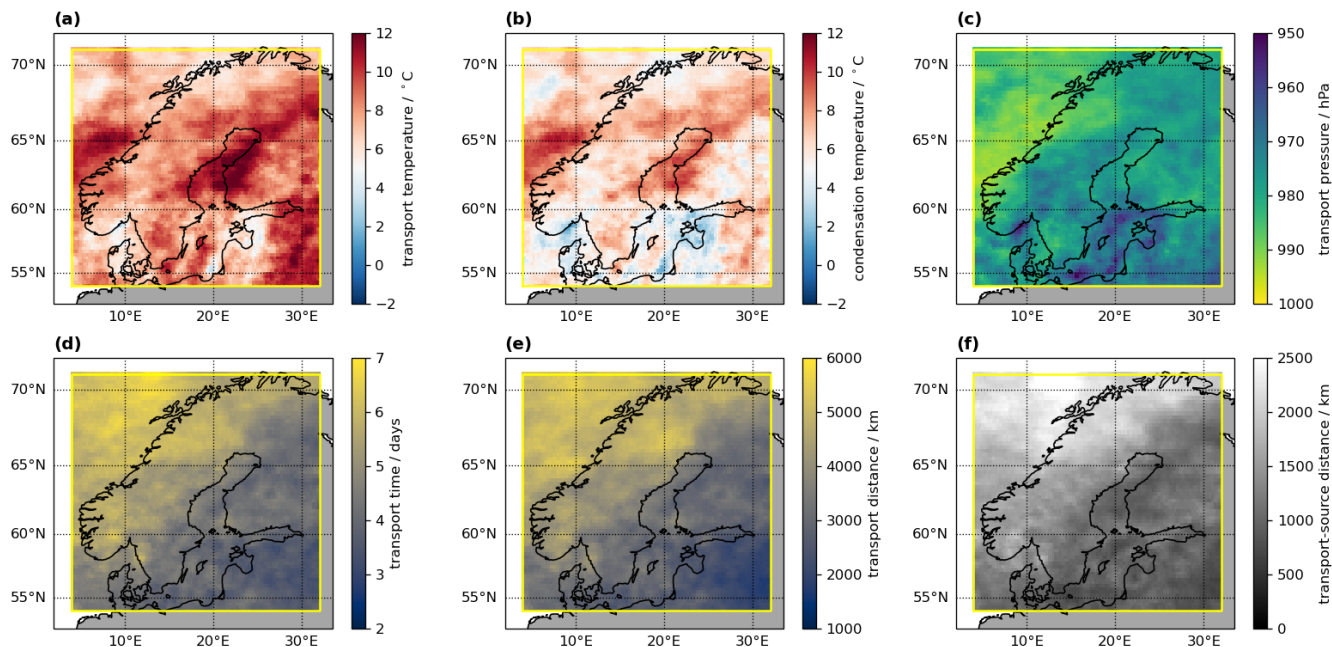 (a)
70°N
65°N
60°N
55°N
10°E 20°E 30°E
12
10
8
6
4
2
0
−2
transport temperature / °C
(b)
70°N
65°N
60°N
55°N
10°E 20°E 30°E
12
10
8
6
4
2
0
−2
condensation temperature / °C
(c)
70°N
65°N
60°N
55°N
10°E 20°E 30°E
950
960
970
980
990
1000
transport pressure / hPa
(d)
70°N
65°N
60°N
55°N
10°E 20°E 30°E
7
6
5
4
3
2
transport time / days
(e)
70°N
65°N
60°N
55°N
10°E 20°E 30°E
6000
5000
4000
3000
2000
1000
transport distance / km
(f)
70°N
65°N
60°N
55°N
10°E 20°E 30°E
2500
2000
1500
1000
500
0
transport-source distance / km